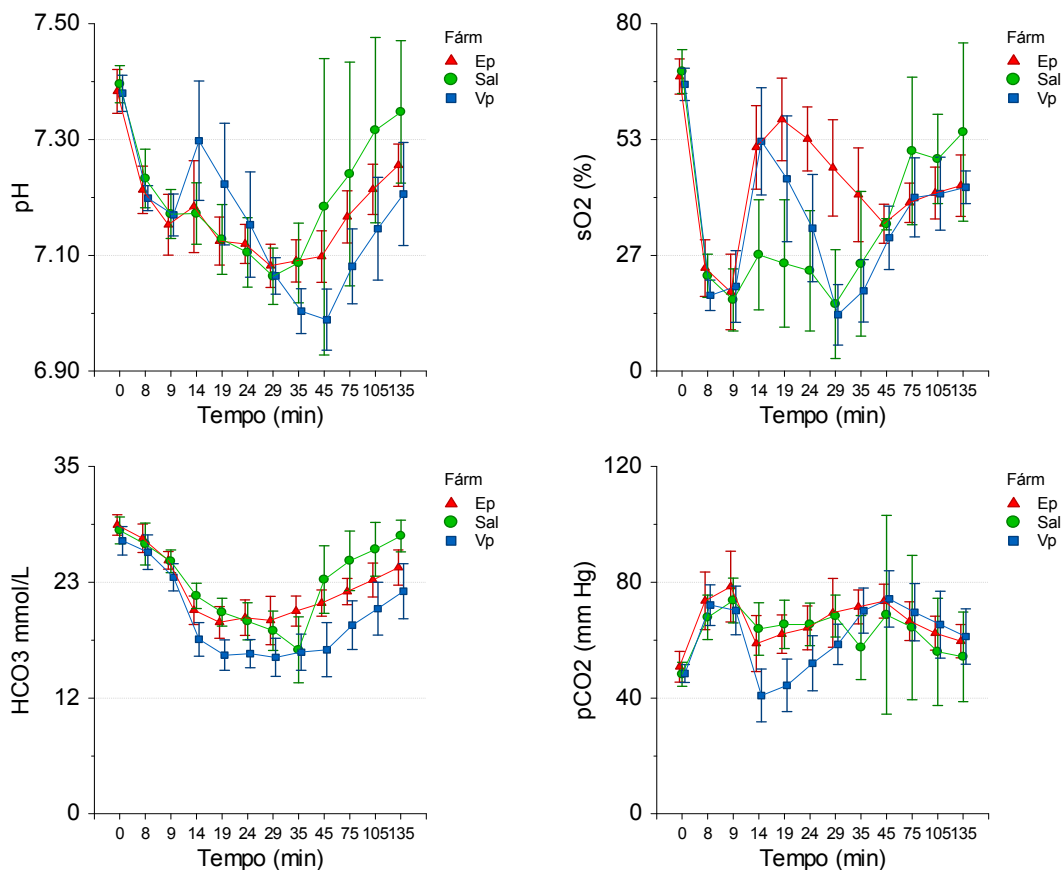 7.50
7.30
7.10
6.90
pH
0 8 9 14 19 24 29 35 45 75 105 135
Tempo (min)
Fárm
Ep
Sal
Vp
80
53
27
0
sO2 (%)
0 8 9 14 19 24 29 35 45 75 105 135
Tempo (min)
Fárm
Ep
Sal
Vp
35
23
12
0
HCO3 mmol/L
0 8 9 14 19 24 29 35 45 75 105 135
Tempo (min)
Fárm
Ep
Sal
Vp
120
80
40
0
pCO2 (mm Hg)
0 8 9 14 19 24 29 35 45 75 105 135
Tempo (min)
Fárm
Ep
Sal
Vp